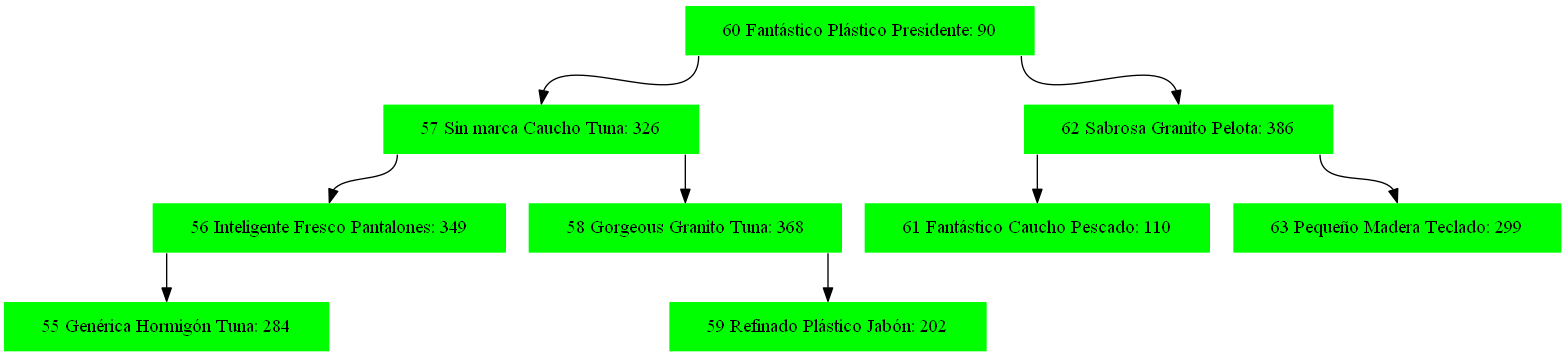 60 Fantástico Plástico Presidente: 90
57 Sin marca Caucho Tuna: 326
62 Sabrosa Granito Pelota: 386
56 Inteligente Fresco Pantalones: 349
58 Gorgeous Granito Tuna: 368
61 Fantástico Caucho Pescado: 110
63 Pequeño Madera Teclado: 299
55 Genérica Hormigón Tuna: 284
59 Refinado Plástico Jabón: 202